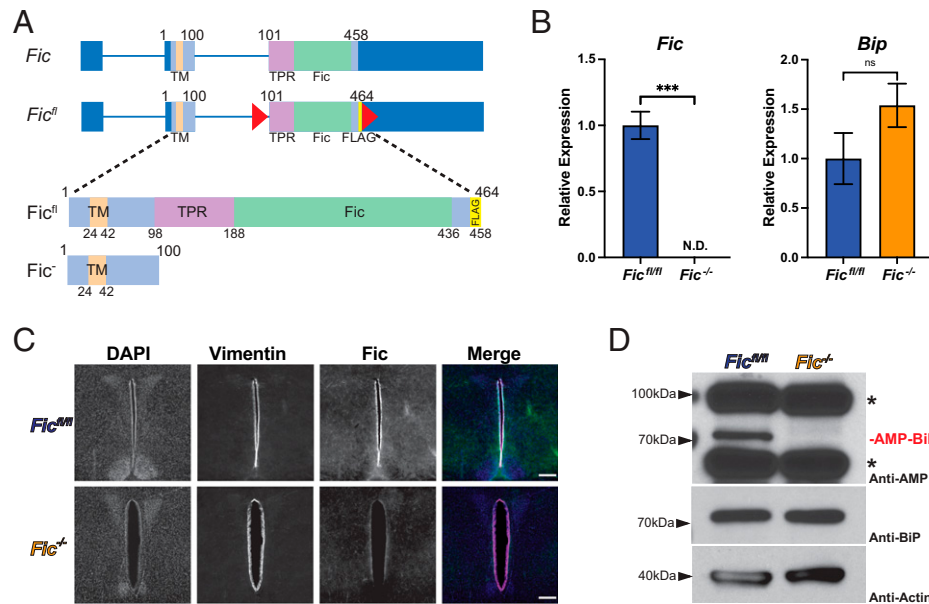 A
Fic
1 100 101 458
TM TPR Fic
Fic^fl
1 100 101 464
TM TPR Fic FLAG
1 464
Fic^fl
TM TPR Fic FLAG
24 42 98 188 436 458
1 100
Fic^-
TM
24 42
B
Fic
Relative Expression
1.5
1.0
0.5
0.0
***
N.D.
Fic^fl/fl Fic^-/-
Bip
Relative Expression
2.0
1.5
1.0
0.5
0.0
ns
Fic^fl/fl Fic^-/-
C
DAPI Vimentin Fic Merge
Fic^fl/fl
Fic^-/-
D
Fic^fl/fl Fic^-/-
100kDa
*
70kDa
-AMP-Bi
*
Anti-AMP
70kDa
Anti-BiP
40kDa
Anti-Actin